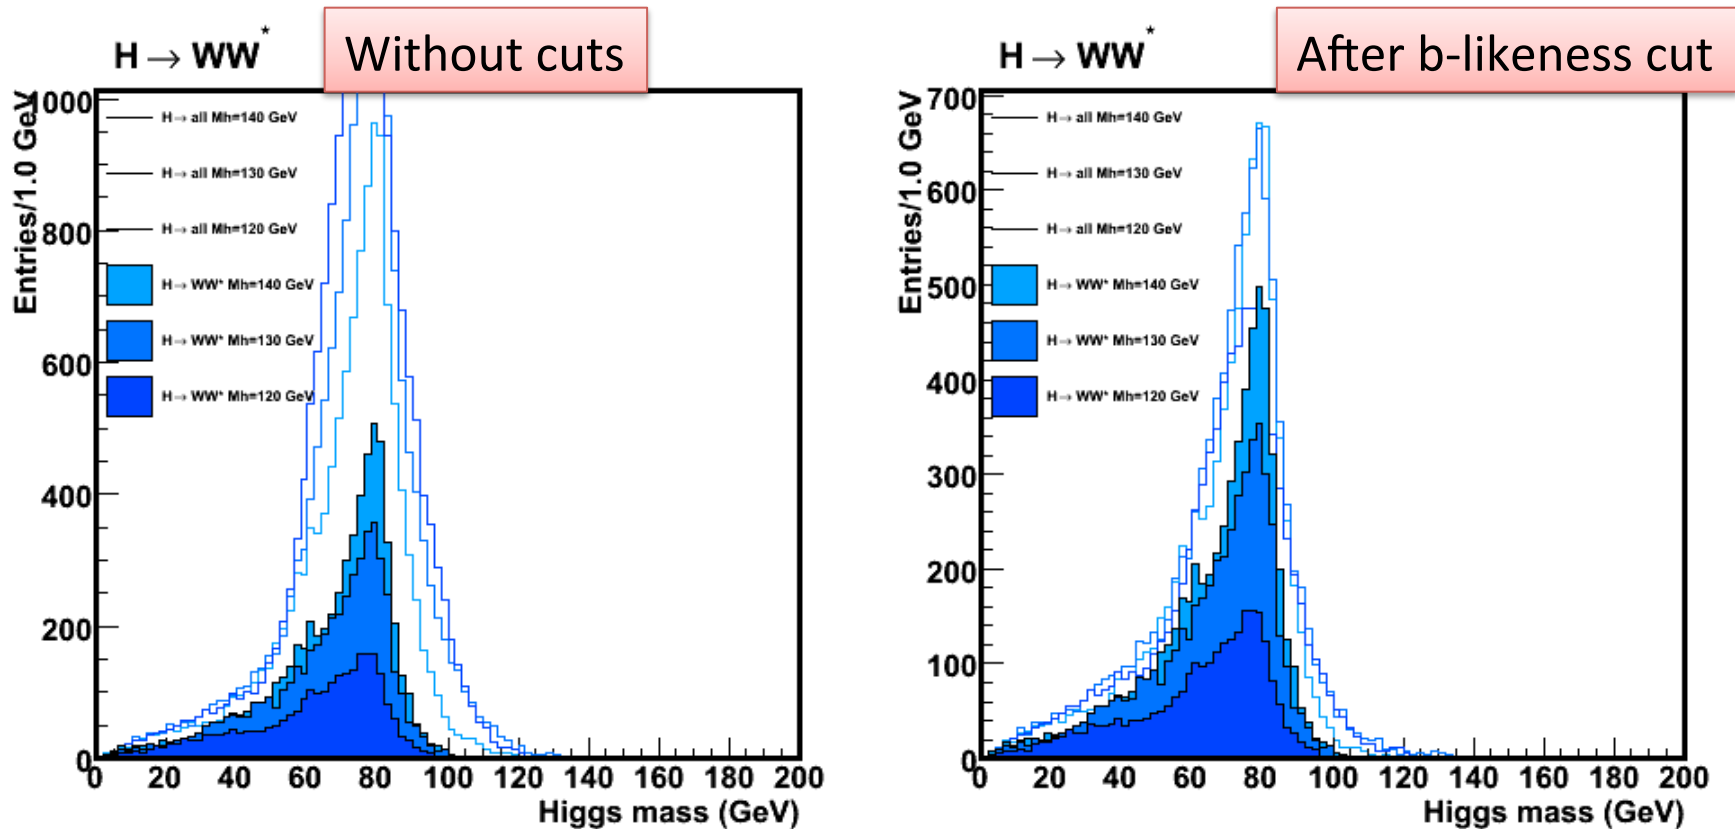 H → WW*
Without cuts
Entries/1.0 GeV
1000
800
600
400
200
0
H → all Mh=140 GeV
H → all Mh=130 GeV
H → all Mh=120 GeV
H → WW* Mh=140 GeV
H → WW* Mh=130 GeV
H → WW* Mh=120 GeV
0 20 40 60 80 100 120 140 160 180 200
Higgs mass (GeV)
H → WW*
After b-likeness cut
Entries/1.0 GeV
700
600
500
400
300
200
100
0
H → all Mh=140 GeV
H → all Mh=130 GeV
H → all Mh=120 GeV
H → WW* Mh=140 GeV
H → WW* Mh=130 GeV
H → WW* Mh=120 GeV
0 20 40 60 80 100 120 140 160 180 200
Higgs mass (GeV)